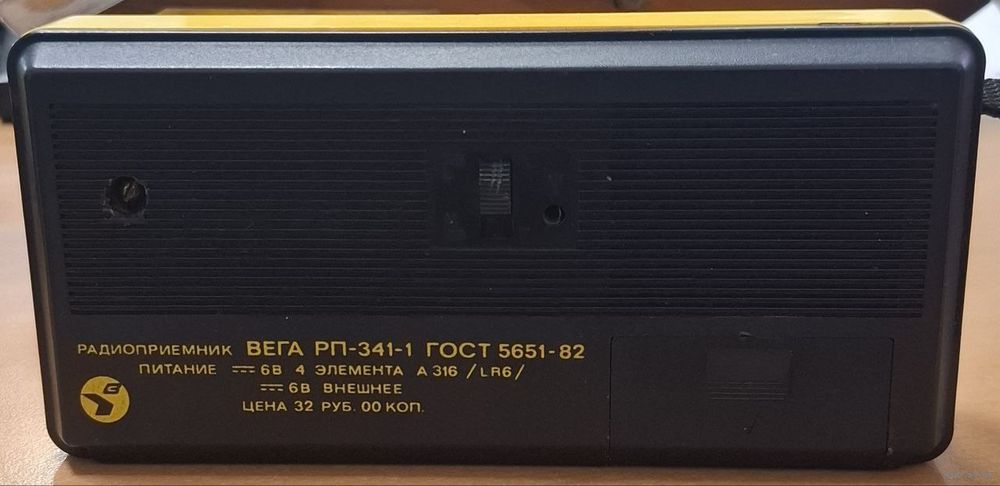 РАДИОПРИЕМНИК ВЕГА РП-341-1 ГОСТ 5651-82
ПИТАНИЕ ⎓ 6В 4 ЭЛЕМЕНТА А 316 /LR6/
⎓ 6В ВНЕШНЕЕ
ЦЕНА 32 РУБ. 00 КОП.